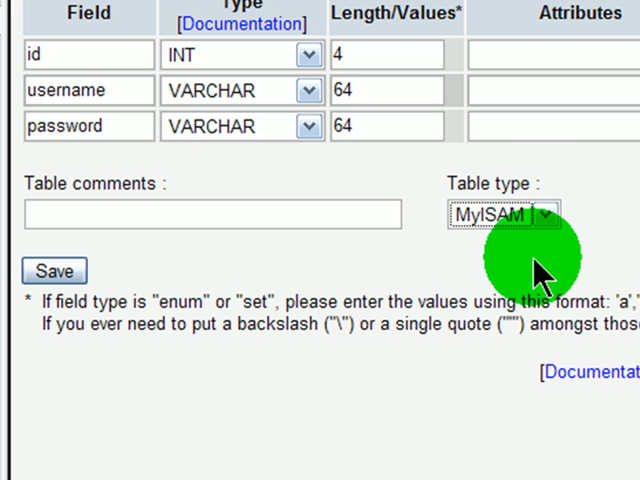 Field Type Length/Values* Attributes
[Documentation]
id INT 4
username VARCHAR 64
password VARCHAR 64
Table comments : Table type :
MyISAM
Save
* If field type is "enum" or "set", please enter the values using this format: 'a','
If you ever need to put a backslash ("\") or a single quote ("'") amongst those
[Documentat